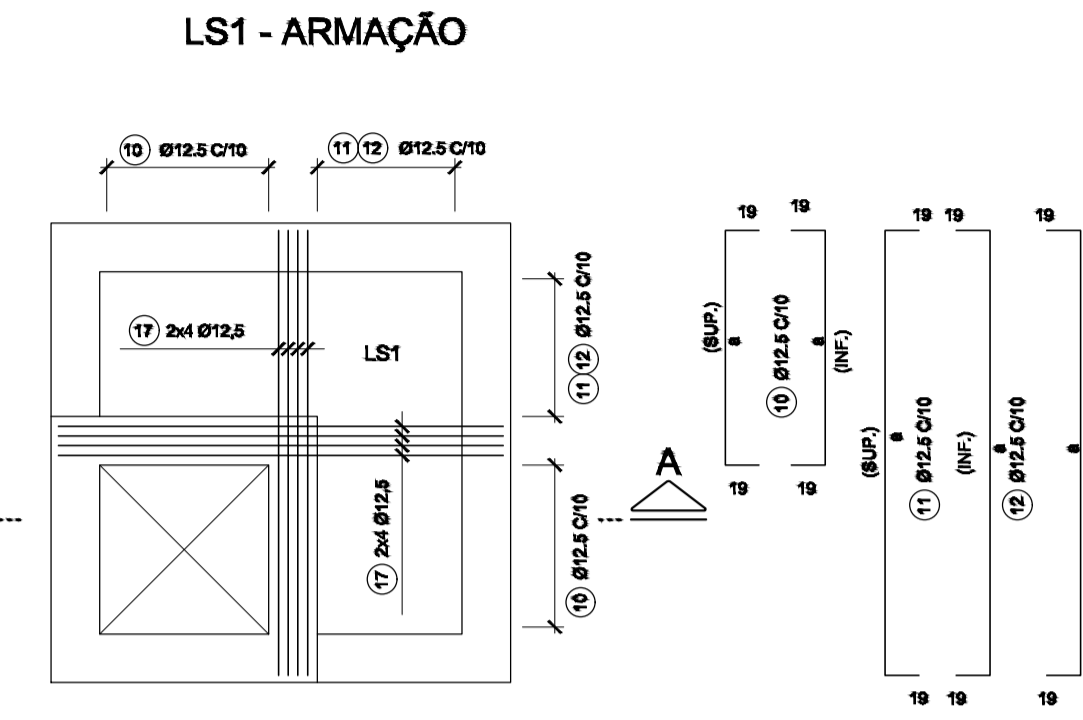 LS1 - ARMAÇÃO
10 Ø12.5 C/10
11 12 Ø12.5 C/10
17 2x4 Ø12,5
LS1
11 12 Ø12.5 C/10
17 2x4 Ø12,5
10 Ø12.5 C/10
A
19 19
(SUP.) a
10 Ø12.5 C/10
a (INF.)
19 19
19 19 19
(SUP.) a
11 Ø12.5 C/10
(INF.) a
12 Ø12.5 C/10
a
19 19 19